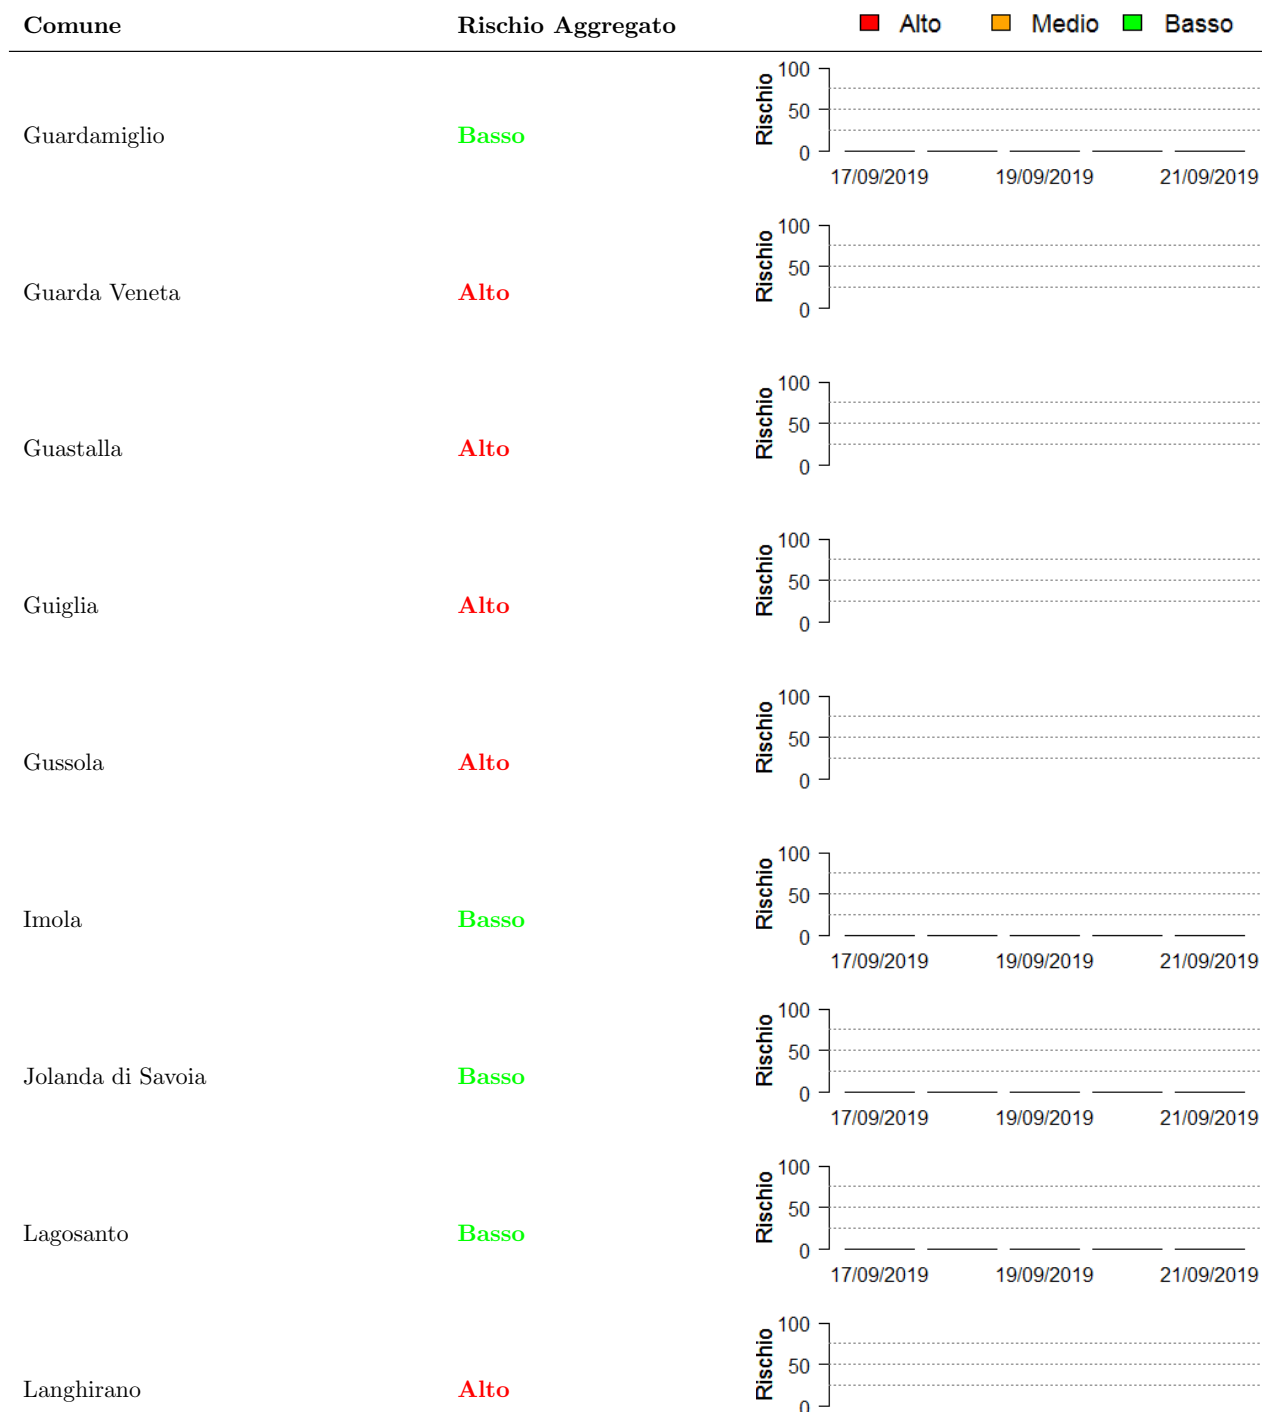 Comune Rischio Aggregato Alto Medio Basso
Guardamiglio Basso Rischio 100 50 0
17/09/2019 19/09/2019 21/09/2019
Guarda Veneta Alto Rischio 100 50 0
Guastalla Alto Rischio 100 50 0
Guiglia Alto Rischio 100 50 0
Gussola Alto Rischio 100 50 0
Imola Basso Rischio 100 50 0
17/09/2019 19/09/2019 21/09/2019
Jolanda di Savoia Basso Rischio 100 50 0
17/09/2019 19/09/2019 21/09/2019
Lagosanto Basso Rischio 100 50 0
17/09/2019 19/09/2019 21/09/2019
Langhirano Alto Rischio 100 50 0